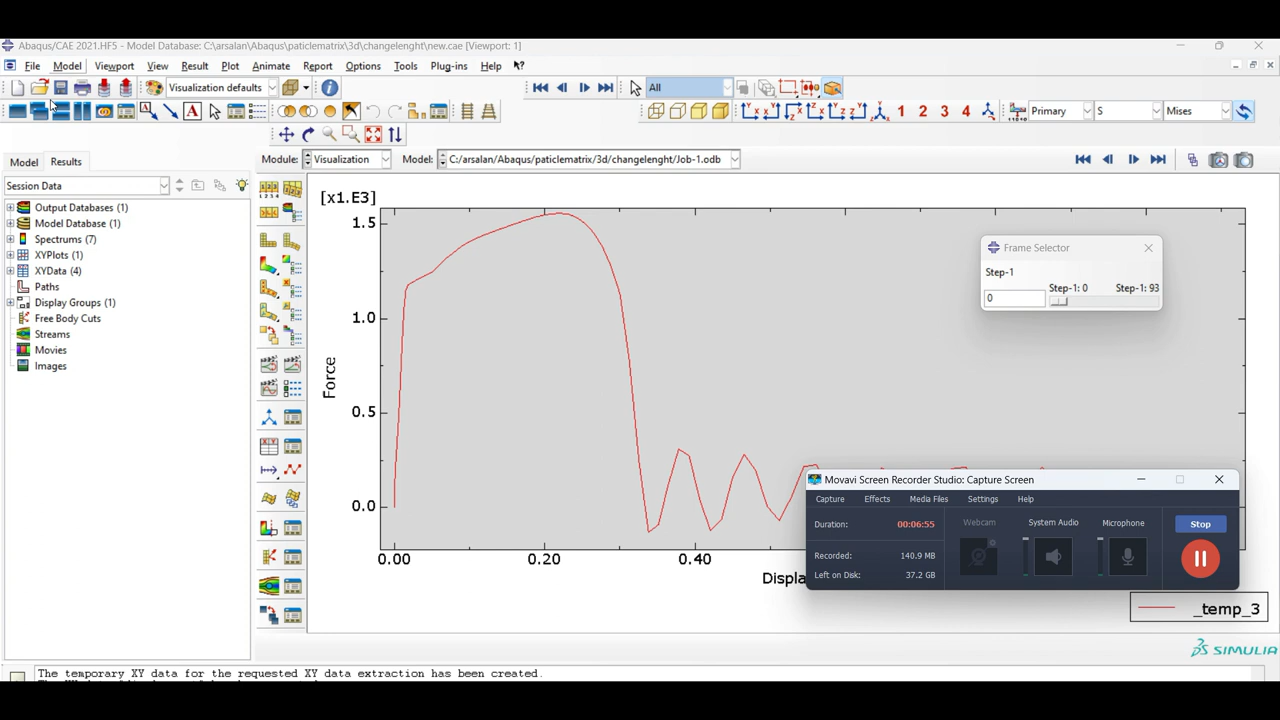 Abaqus/CAE 2021.HF5 - Model Database: C:\arsalan\Abaqus\paticlematrix\3d\changelenght\new.cae [Viewport: 1]
File Model Viewport View Result Plot Animate Report Options Tools Plug-ins Help
Visualization defaults
All
1 2 3 4
Primary S Mises
Model Results
Module: Visualization Model: C:/arsalan/Abaqus/paticlematrix/3d/changelenght/Job-1.odb
Session Data
Output Databases (1)
Model Database (1)
Spectrums (7)
XYPlots (1)
XYData (4)
Paths
Display Groups (1)
Free Body Cuts
Streams
Movies
Images
[x1.E3]
1.5
1.0
0.5
0.0
Force
0.00 0.20 0.40
Displa
Frame Selector
Step-1
Step-1: 0 Step-1: 93
0
Movavi Screen Recorder Studio: Capture Screen
Capture Effects Media Files Settings Help
Duration: 00:06:55
Webcam System Audio Microphone
Stop
Recorded: 140.9 MB
Left on Disk: 37.2 GB
_temp_3
SIMULIA
The temporary XY data for the requested XY data extraction has been created.